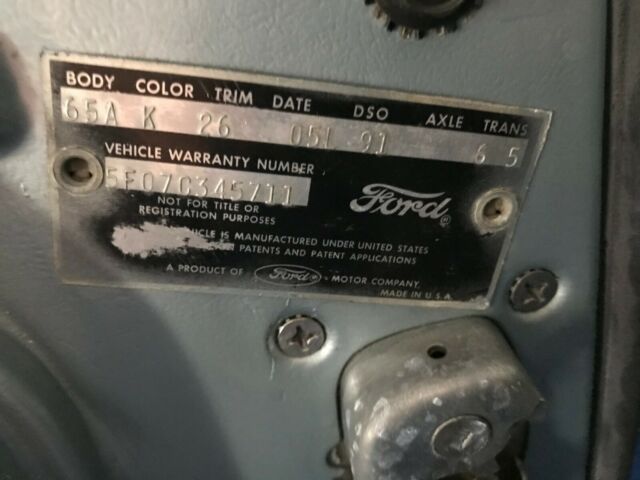 BODY COLOR TRIM DATE DSO AXLE TRANS
65A K 26 05L 91 6 5
VEHICLE WARRANTY NUMBER
5F07C345711
NOT FOR TITLE OR
REGISTRATION PURPOSES
Ford
IS MANUFACTURED UNDER UNITED STATES
PATENTS AND PATENT APPLICATIONS
A PRODUCT OF Ford MOTOR COMPANY
MADE IN U.S.A.